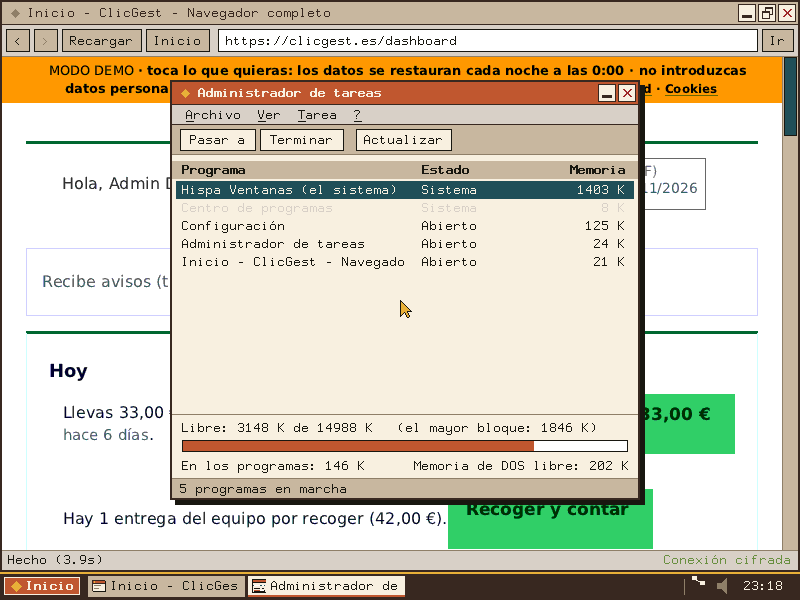 Inicio - ClicGest - Navegador completo
< > Recargar Inicio https://clicgest.es/dashboard Ir
MODO DEMO · toca lo que quieras: los datos se restauran cada noche a las 0:00 · no introduzcas
datos persona d · Cookies
Administrador de tareas
Archivo Ver Tarea ?
Pasar a Terminar Actualizar
Programa Estado Memoria
Hispa Ventanas (el sistema) Sistema 1403 K
Centro de programas Sistema 8 K
Configuración Abierto 125 K
Administrador de tareas Abierto 24 K
Inicio - ClicGest - Navegado Abierto 21 K
Libre: 3148 K de 14988 K (el mayor bloque: 1846 K)
En los programas: 146 K Memoria de DOS libre: 202 K
5 programas en marcha
Hola, Admin
F)
1/2026
Recibe avisos (t
Hoy
Llevas 33,00
33,00 €
hace 6 días.
Hay 1 entrega del equipo por recoger (42,00 €).
Recoger y contar
Hecho (3.9s) Conexión cifrada
Inicio Inicio - ClicGes Administrador de 23:18